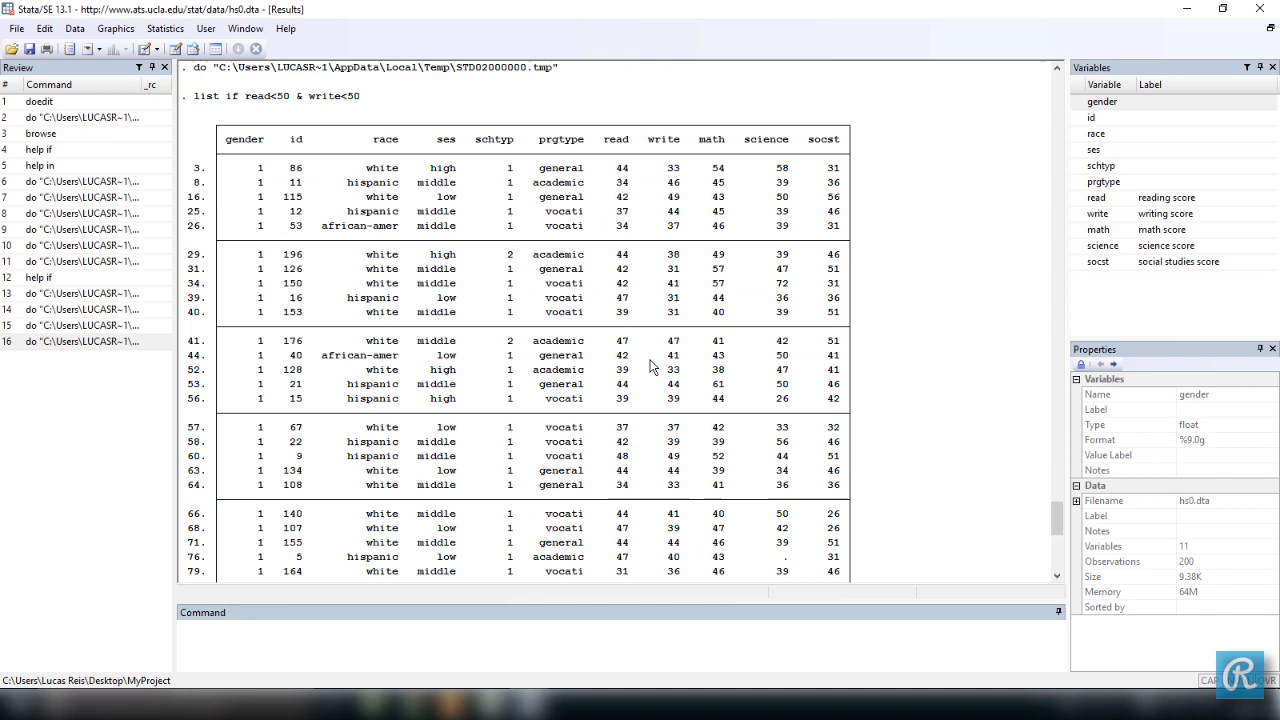 Stata/SE 13.1 - http://www.ats.ucla.edu/stat/data/hs0.dta - [Results]
File Edit Data Graphics Statistics User Window Help
Review
# Command _rc
1 doedit
2 do "C:\Users\LUCASR~1\...
3 browse
4 help if
5 help in
6 do "C:\Users\LUCASR~1\...
7 do "C:\Users\LUCASR~1\...
8 do "C:\Users\LUCASR~1\...
9 do "C:\Users\LUCASR~1\...
10 do "C:\Users\LUCASR~1\...
11 do "C:\Users\LUCASR~1\...
12 help if
13 do "C:\Users\LUCASR~1\...
14 do "C:\Users\LUCASR~1\...
15 do "C:\Users\LUCASR~1\...
16 do "C:\Users\LUCASR~1\...
. do "C:\Users\LUCASR~1\AppData\Local\Temp\STD02000000.tmp"
. list if read<50 & write<50
gender id race ses schtyp prgtype read write math science socst
3. 1 86 white high 1 general 44 33 54 58 31
8. 1 11 hispanic middle 1 academic 34 46 45 39 36
16. 1 115 white low 1 general 42 49 43 50 56
25. 1 12 hispanic middle 1 vocati 37 44 45 39 46
26. 1 53 african-amer middle 1 vocati 34 37 46 39 31
29. 1 196 white high 2 academic 44 38 49 39 46
31. 1 126 white middle 1 general 42 31 57 47 51
34. 1 150 white middle 1 vocati 42 41 57 72 31
39. 1 16 hispanic low 1 vocati 47 31 44 36 36
40. 1 153 white middle 1 vocati 39 31 40 39 51
41. 1 176 white middle 2 academic 47 47 41 42 51
44. 1 40 african-amer low 1 general 42 41 43 50 41
52. 1 128 white high 1 academic 39 33 38 47 41
53. 1 21 hispanic middle 1 general 44 44 61 50 46
56. 1 15 hispanic high 1 vocati 39 39 44 26 42
57. 1 67 white low 1 vocati 37 37 42 33 32
58. 1 22 hispanic middle 1 vocati 42 39 39 56 46
60. 1 9 hispanic middle 1 vocati 48 49 52 44 51
63. 1 134 white low 1 general 44 44 39 34 46
64. 1 108 white middle 1 general 34 33 41 36 36
66. 1 140 white middle 1 vocati 44 41 40 50 26
68. 1 107 white low 1 vocati 47 39 47 42 26
71. 1 155 white middle 1 general 44 44 46 39 51
76. 1 5 hispanic low 1 academic 47 40 43 . 31
79. 1 164 white middle 1 vocati 31 36 46 39 46
Command
Variables
Variable Label
gender
id
race
ses
schtyp
prgtype
read reading score
write writing score
math math score
science science score
socst social studies score
Properties
Variables
Name gender
Label
Type float
Format %9.0g
Value Label
Notes
Data
Filename hs0.dta
Label
Notes
Variables 11
Observations 200
Size 9.38K
Memory 64M
Sorted by
C:\Users\Lucas Reis\Desktop\MyProject
R